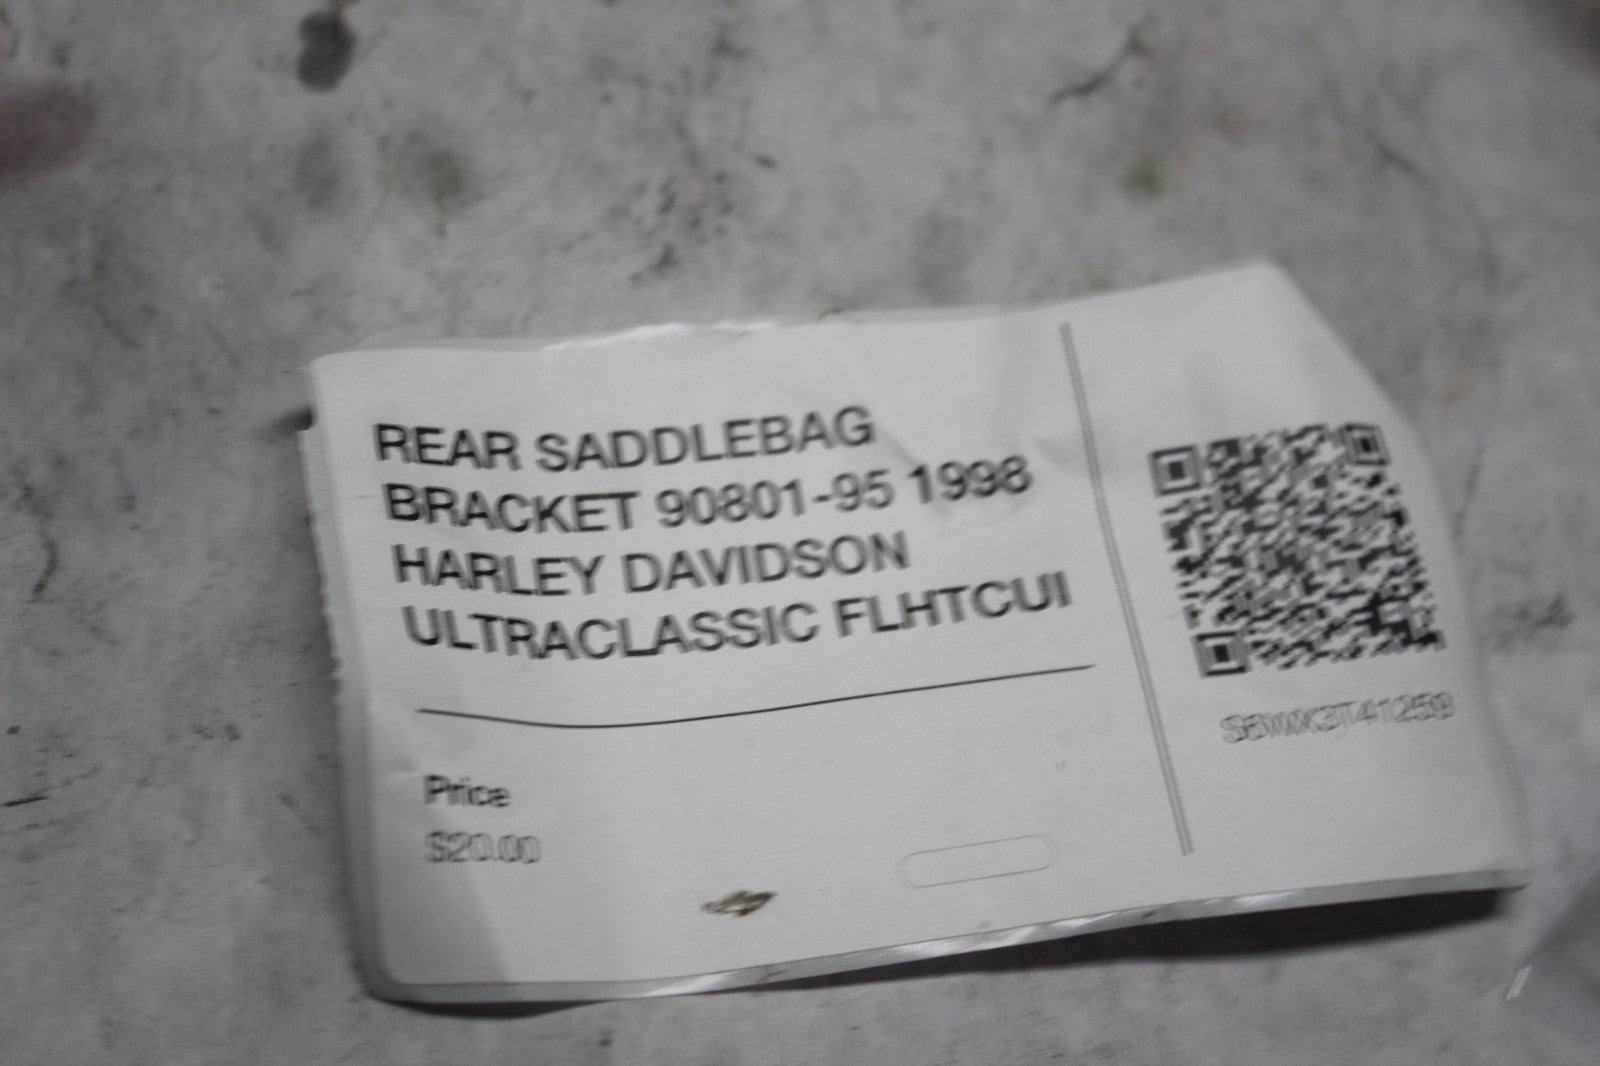 REAR SADDLEBAG
BRACKET 90801-95 1998
HARLEY DAVIDSON
ULTRACLASSIC FLHTCUI
Price
$20.00